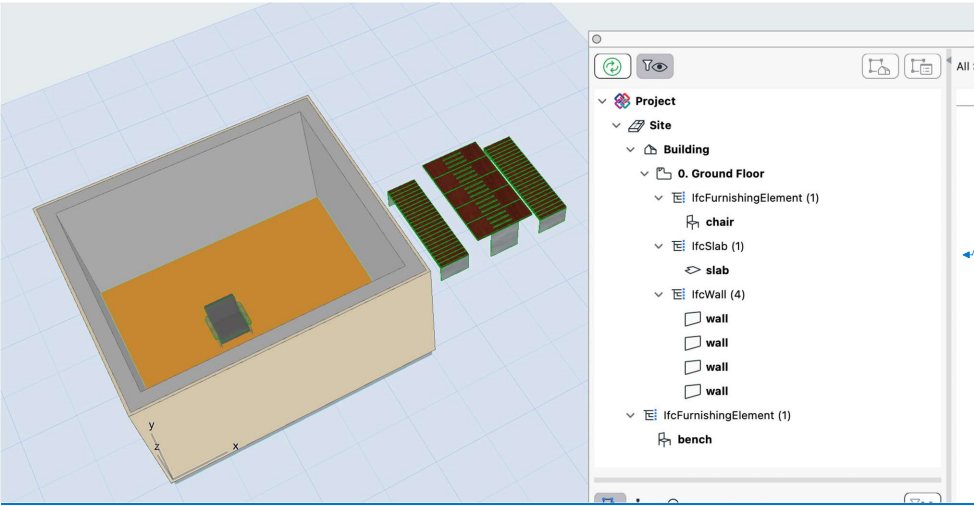 All
Project
Site
Building
0. Ground Floor
IfcFurnishingElement (1)
chair
IfcSlab (1)
slab
IfcWall (4)
wall
wall
wall
wall
IfcFurnishingElement (1)
bench
y
z
x